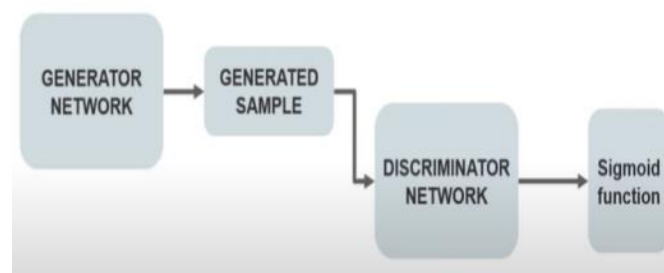 GENERATOR
NETWORK
GENERATED
SAMPLE
DISCRIMINATOR
NETWORK
Sigmoid
function